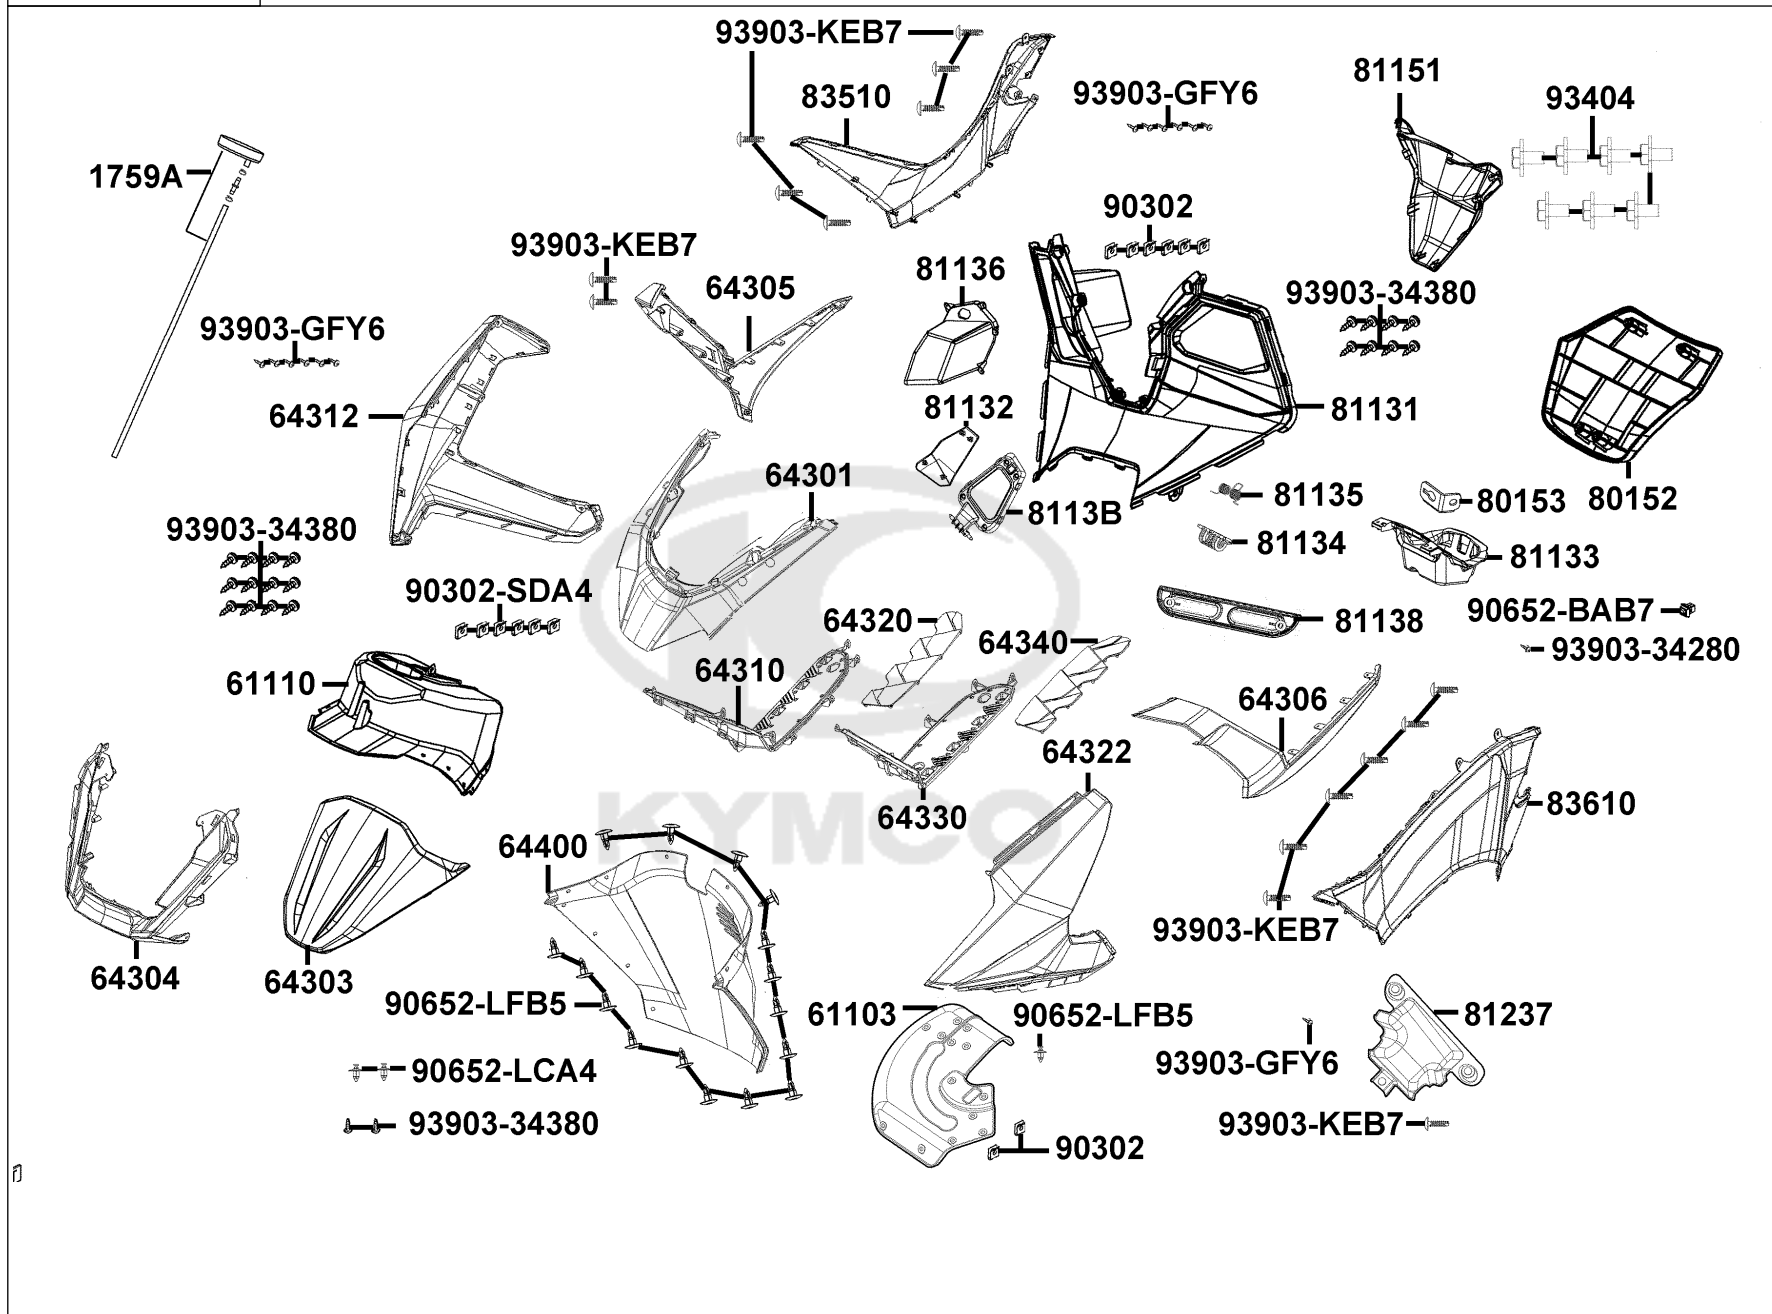 93903-KEB7
83510
93903-GFY6
81151
93404
1759A
90302
93903-KEB7
81136
64305
93903-34380
93903-GFY6
64312
81132
81131
64301
81135
80153
80152
8113B
93903-34380
81134
81133
90302-SDA4
64320
64340
81138
90652-BAB7
93903-34280
61110
64310
64306
64322
83610
64330
KYMCO
64400
93903-KEB7
64304
64303
90652-LFB5
61103
90652-LFB5
81237
93903-GFY6
90652-LCA4
93903-34380
93903-KEB7
90302